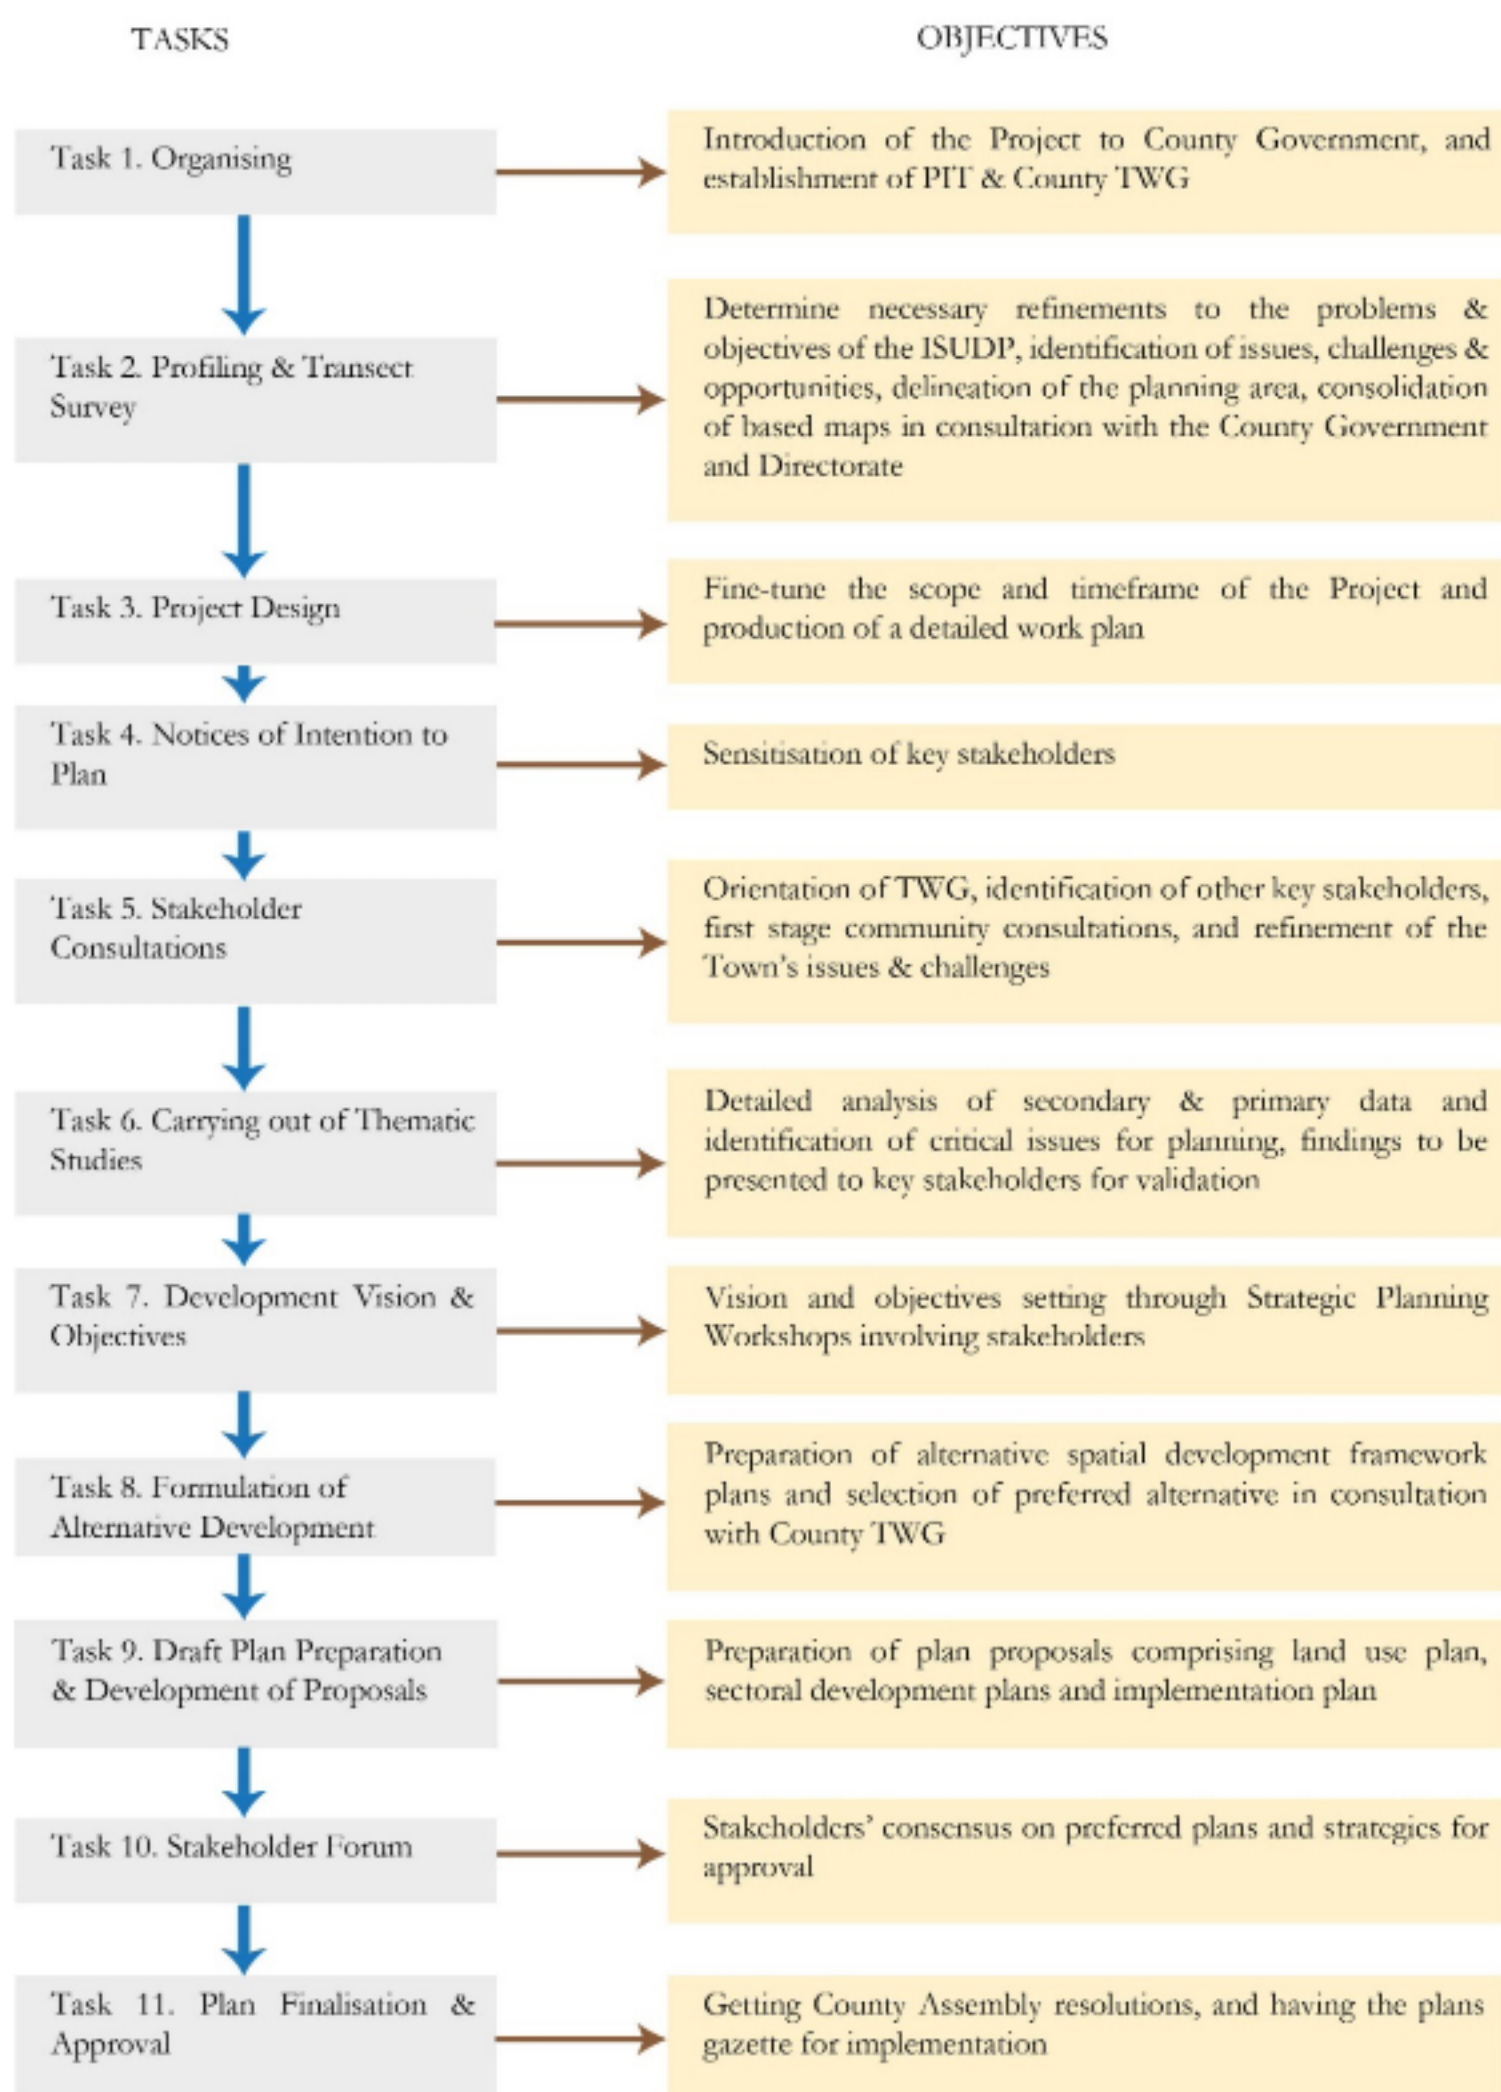 TASKS
OBJECTIVES
Task 1. Organising
Introduction of the Project to County Government, and
establishment of PIT & County TWG
Task 2. Profiling & Transect
Survey
Determine necessary refinements to the problems &
objectives of the ISUDP, identification of issues, challenges &
opportunities, delineation of the planning area, consolidation
of based maps in consultation with the County Government
and Directorate
Task 3. Project Design
Fine-tune the scope and timeframe of the Project and
production of a detailed work plan
Task 4. Notices of Intention to
Plan
Sensitisation of key stakeholders
Task 5. Stakeholder
Consultations
Orientation of TWG, identification of other key stakeholders,
first stage community consultations, and refinement of the
Town's issues & challenges
Task 6. Carrying out of Thematic
Studies
Detailed analysis of secondary & primary data and
identification of critical issues for planning, findings to be
presented to key stakeholders for validation
Task 7. Development Vision &
Objectives
Vision and objectives setting through Strategic Planning
Workshops involving stakeholders
Task 8. Formulation of
Alternative Development
Preparation of alternative spatial development framework
plans and selection of preferred alternative in consultation
with County TWG
Task 9. Draft Plan Preparation
& Development of Proposals
Preparation of plan proposals comprising land use plan,
sectoral development plans and implementation plan
Task 10. Stakeholder Forum
Stakeholders' consensus on preferred plans and strategies for
approval
Task 11. Plan Finalisation &
Approval
Getting County Assembly resolutions, and having the plans
gazette for implementation